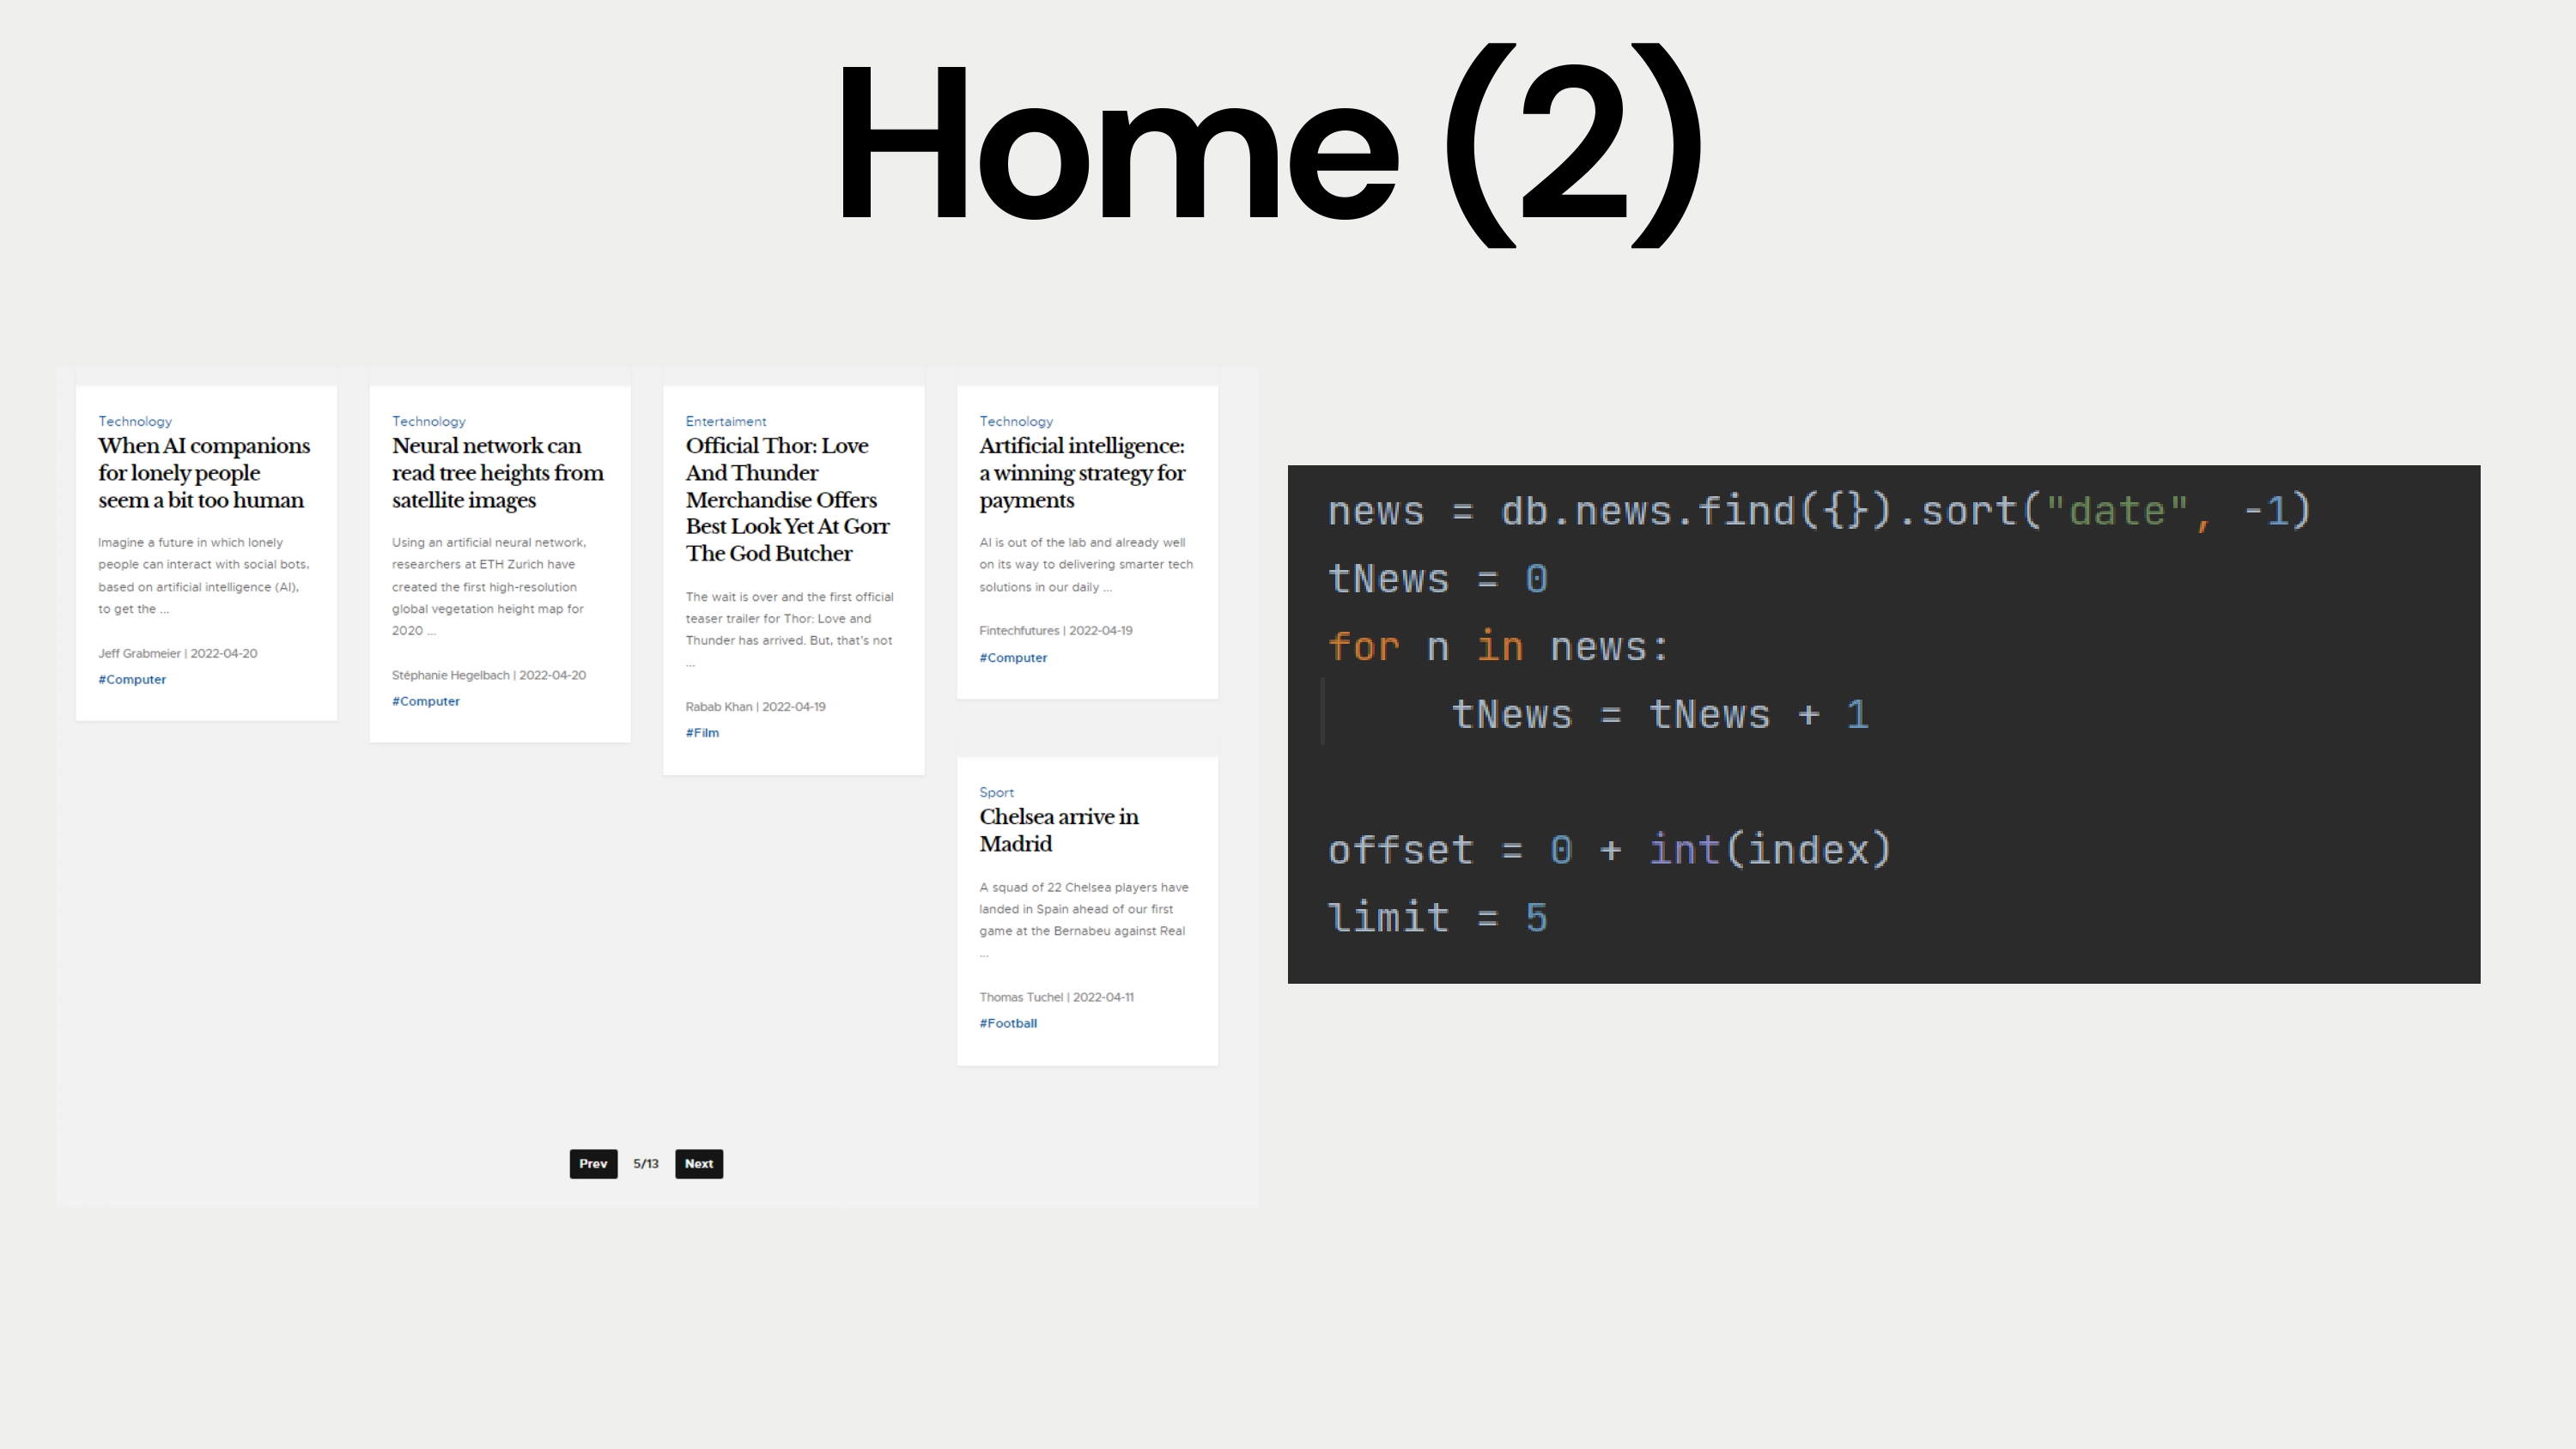 Home (2)
Technology
When AI companions
for lonely people
seem a bit too human
Imagine a future in which lonely
people can interact with social bots,
based on artificial intelligence (AI),
to get the ...
Jeff Grabmeier | 2022-04-20
#Computer
Technology
Neural network can
read tree heights from
satellite images
Using an artificial neural network,
researchers at ETH Zurich have
created the first high-resolution
global vegetation height map for
2020 ...
Stéphanie Hegelbach | 2022-04-20
#Computer
Entertaiment
Official Thor: Love
And Thunder
Merchandise Offers
Best Look Yet At Gorr
The God Butcher
The wait is over and the first official
teaser trailer for Thor: Love and
Thunder has arrived. But, that's not
...
Rabab Khan | 2022-04-19
#Film
Technology
Artificial intelligence:
a winning strategy for
payments
AI is out of the lab and already well
on its way to delivering smarter tech
solutions in our daily ...
Fintechfutures | 2022-04-19
#Computer
Sport
Chelsea arrive in
Madrid
A squad of 22 Chelsea players have
landed in Spain ahead of our first
game at the Bernabeu against Real
...
Thomas Tuchel | 2022-04-11
#Football
Prev 5/13 Next
news = db.news.find({}).sort("date", -1)
tNews = 0
for n in news:
tNews = tNews + 1
offset = 0 + int(index)
limit = 5